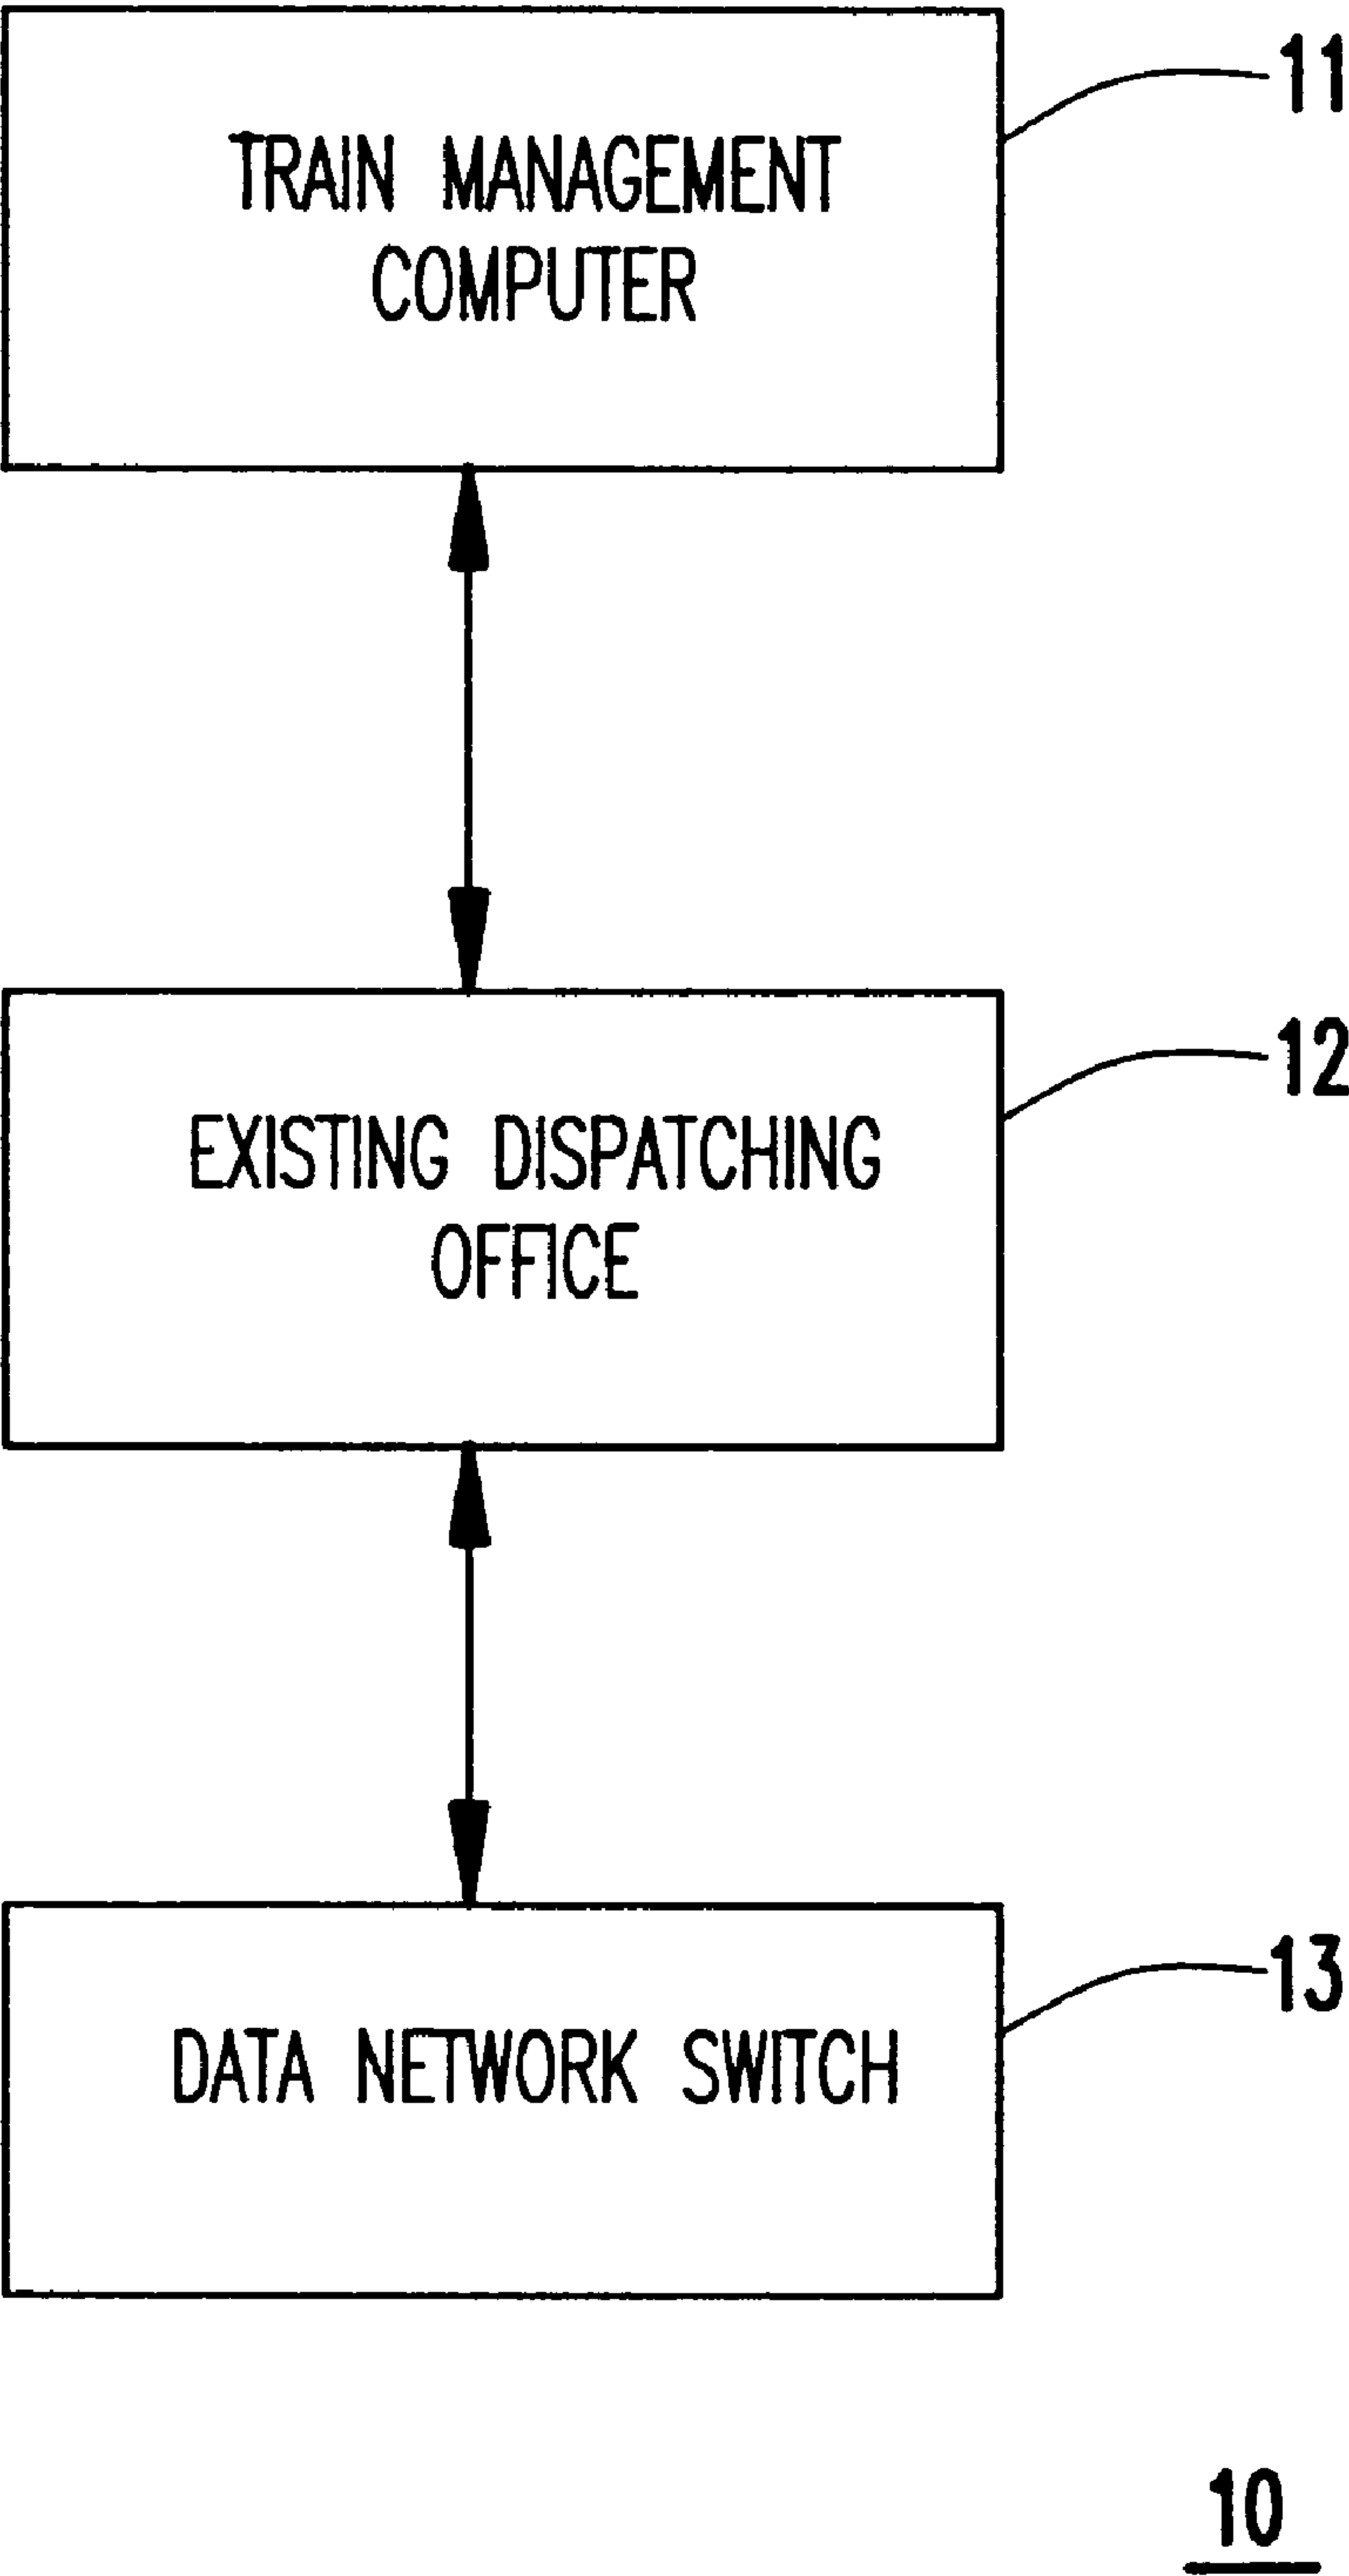 11
TRAIN MANAGEMENT
COMPUTER
12
EXISTING DISPATCHING
OFFICE
13
DATA NETWORK SWITCH
10